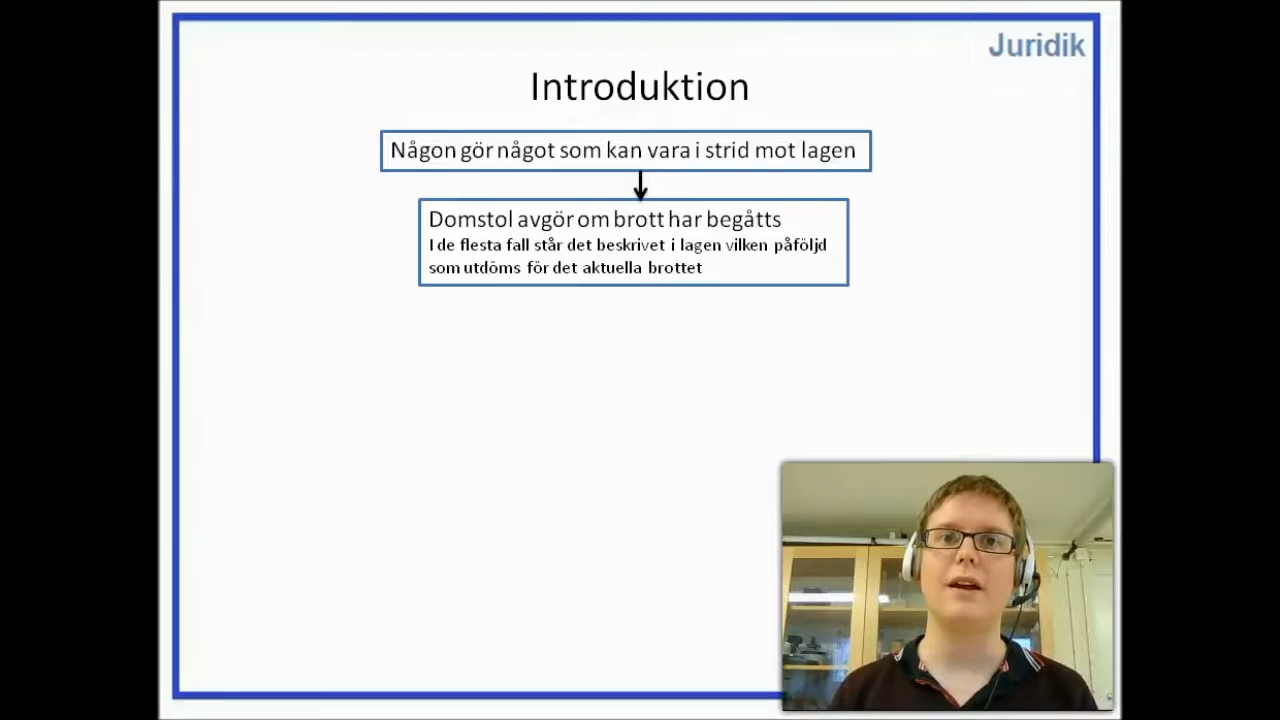 Juridik
Introduktion
Någon gör något som kan vara i strid mot lagen
Domstol avgör om brott har begåtts
I de flesta fall står det beskrivet i lagen vilken påföljd
som utdöms för det aktuella brottet